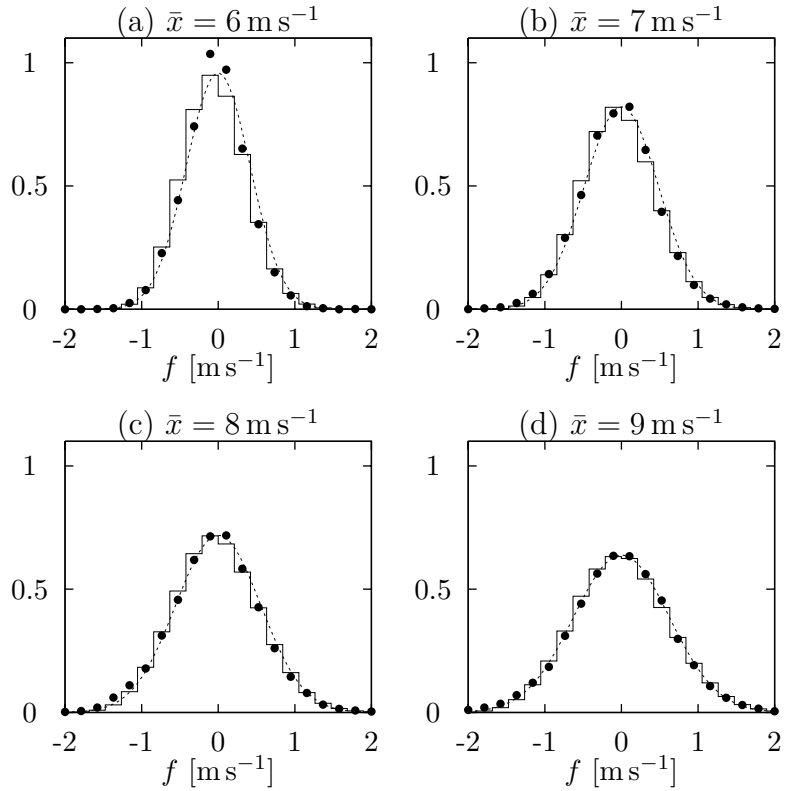 (a) x̄ = 6 m s⁻¹
1
0.5
0
-2 -1 0 1 2
f [m s⁻¹]
(b) x̄ = 7 m s⁻¹
1
0.5
0
-2 -1 0 1 2
f [m s⁻¹]
(c) x̄ = 8 m s⁻¹
1
0.5
0
-2 -1 0 1 2
f [m s⁻¹]
(d) x̄ = 9 m s⁻¹
1
0.5
0
-2 -1 0 1 2
f [m s⁻¹]